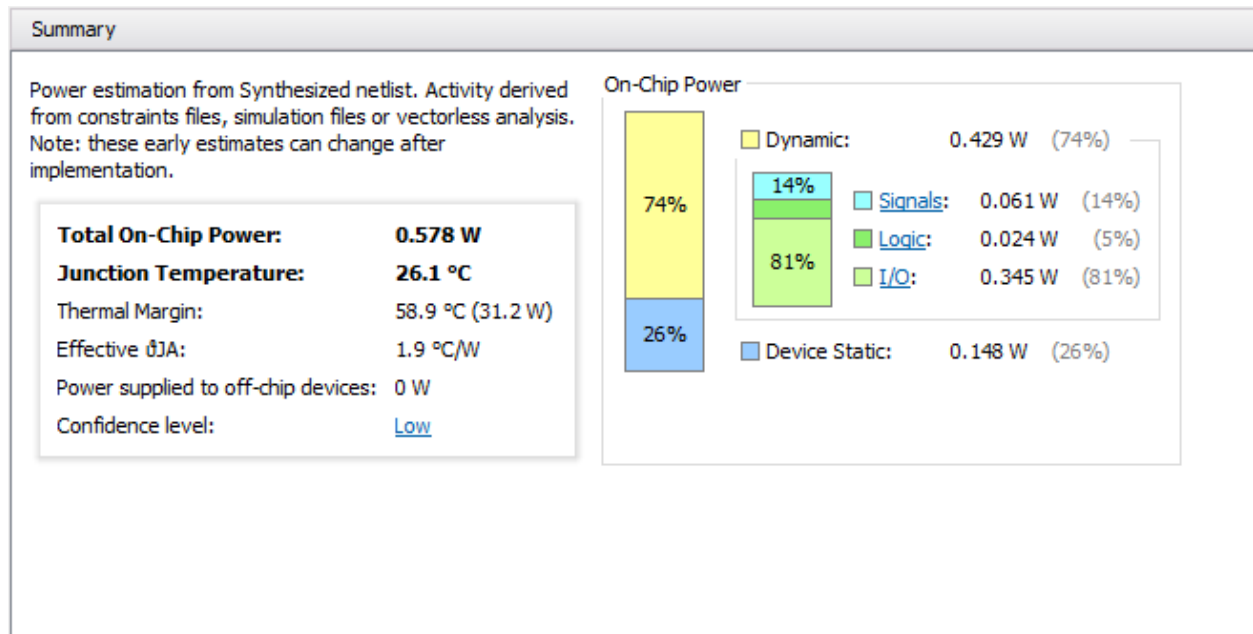 Summary
Power estimation from Synthesized netlist. Activity derived
from constraints files, simulation files or vectorless analysis.
Note: these early estimates can change after
implementation.
Total On-Chip Power: 0.578 W
Junction Temperature: 26.1 °C
Thermal Margin: 58.9 °C (31.2 W)
Effective ϑJA: 1.9 °C/W
Power supplied to off-chip devices: 0 W
Confidence level: Low
On-Chip Power
74%
26%
Dynamic: 0.429 W (74%)
14%
81%
Signals: 0.061 W (14%)
Logic: 0.024 W (5%)
I/O: 0.345 W (81%)
Device Static: 0.148 W (26%)